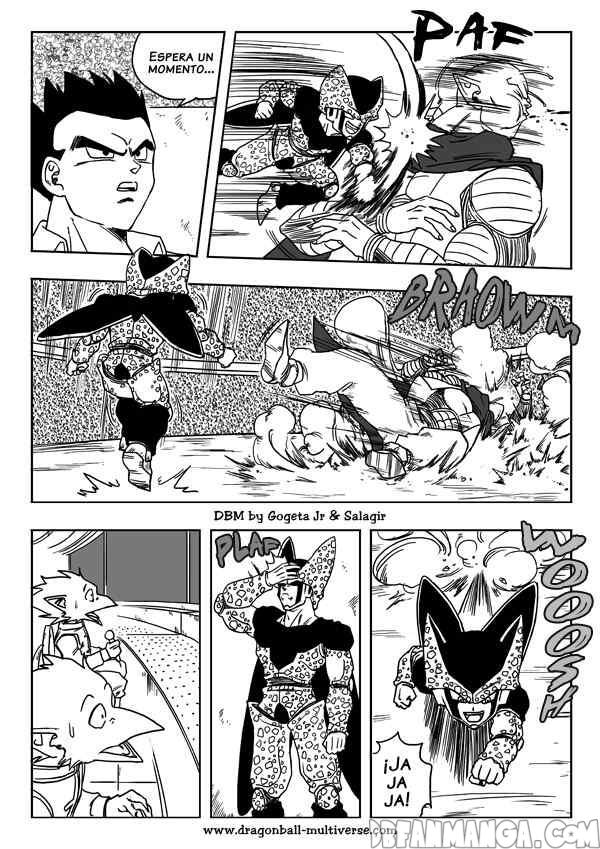 Espera un
momento...
PAF
BRAOWM
DBM by Gogeta Jr & Salagir
PLAF
WOOOSH
¡JA
JA
JA!
www.dragonball-multiverse.com
DBFANMANGA.COM